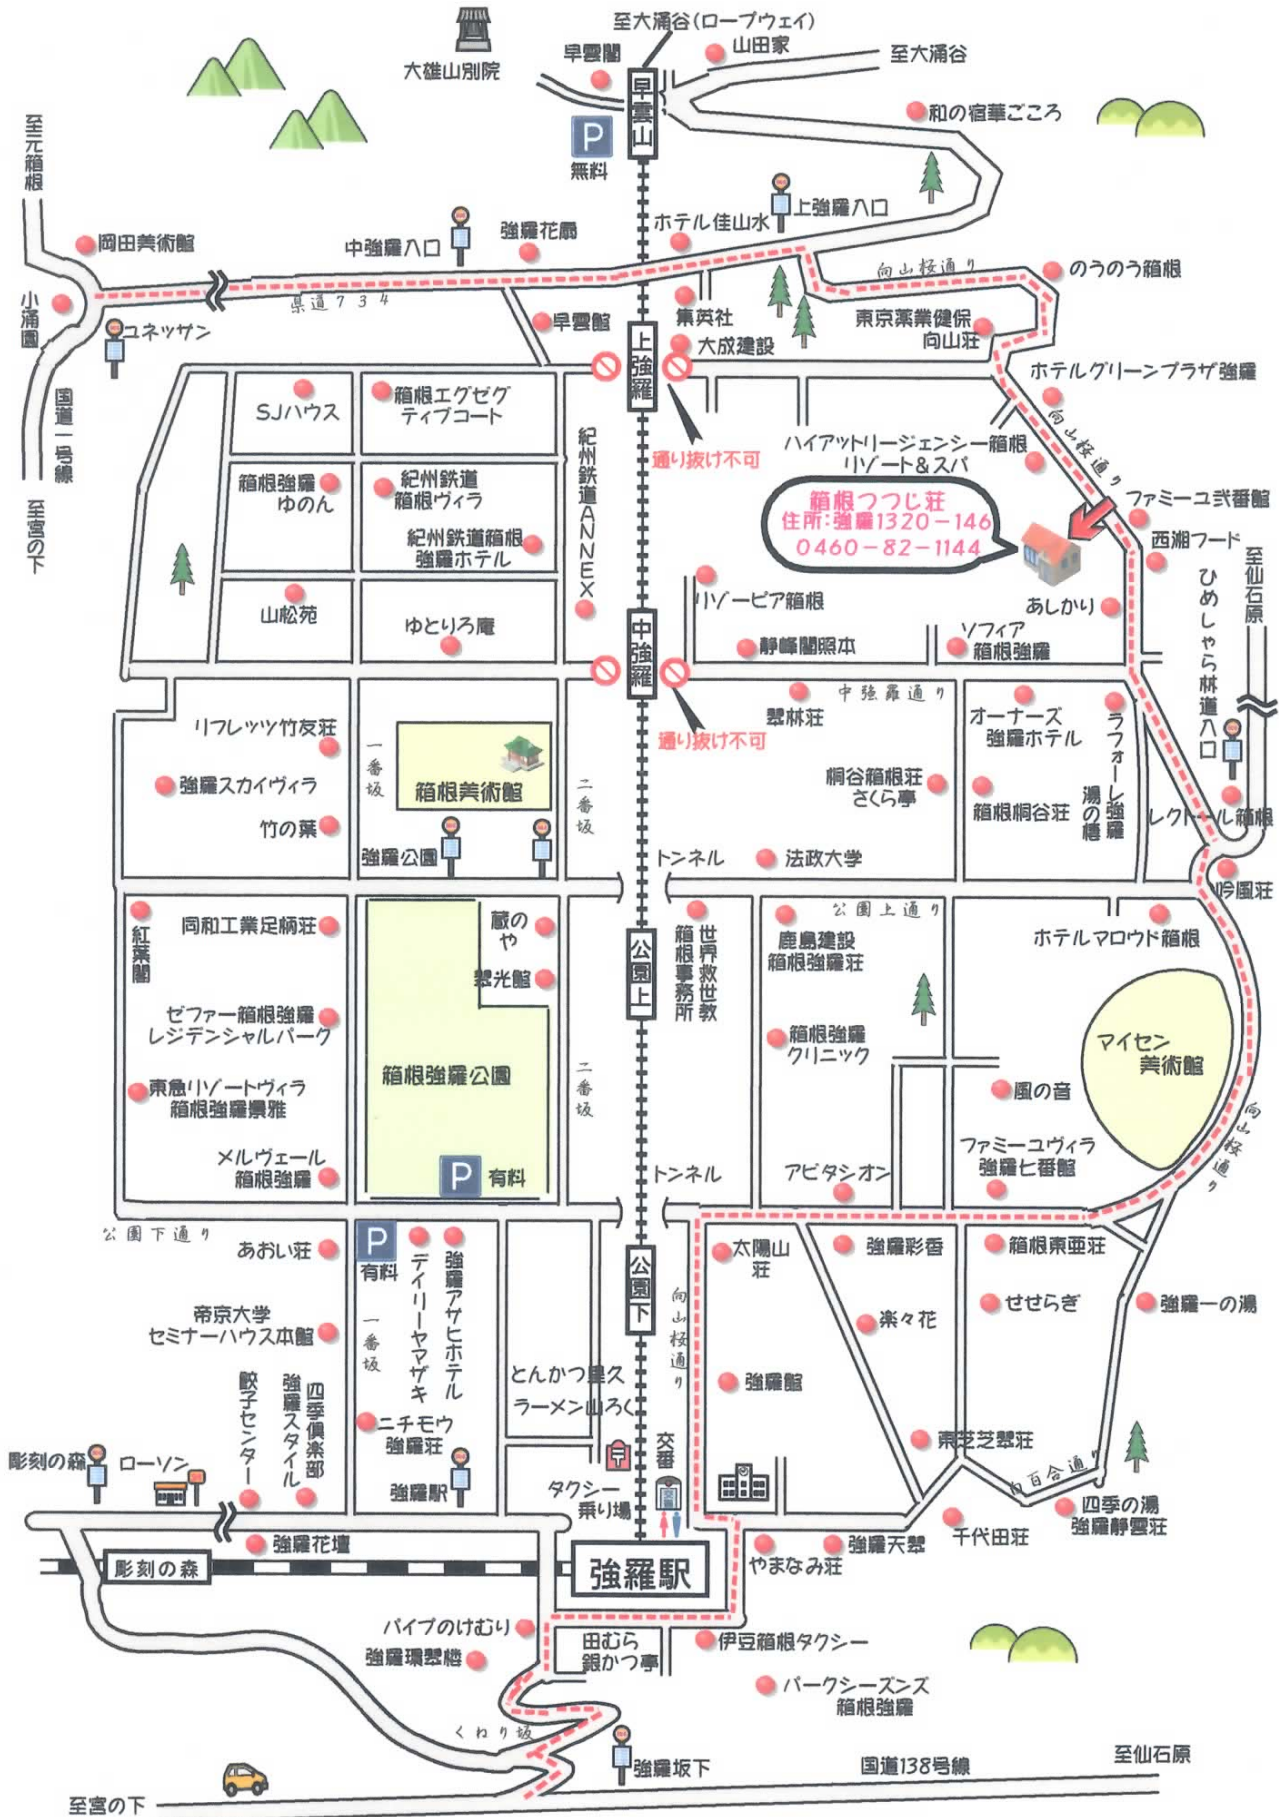 至大涌谷(ロープウェイ)
大雄山別院
早雲閣
山田家
至大涌谷
早雲山
P
無料
和の宿華ごころ
至元箱根
岡田美術館
中強羅入口
強羅花扇
ホテル佳山水
上強羅入口
向山桜通り
のうのう箱根
小涌園
県道734
ユネッサン
早雲館
集英社
大成建設
東京薬業健保
向山荘
上強羅
国道一号線
SJハウス
箱根エグゼグ
ティブコート
通り抜け不可
ホテルグリーンプラザ強羅
向山桜通り
紀州鉄道ANNEX
ハイアットリージェンシー箱根
リゾート&スパ
箱根強羅
ゆのん
紀州鉄道
箱根ヴィラ
箱根つつじ荘
住所:強羅1320-146
0460-82-1144
ファミーユ弐番館
至宮の下
紀州鉄道箱根
強羅ホテル
西湘フード
至仙石原
ひめしゃら林道入口
山松苑
ゆとりろ庵
中強羅
リゾーピア箱根
あしかり
静峰閣照本
ソフィア
箱根強羅
中強羅通り
翠林荘
オーナーズ
強羅ホテル
ラフォーレ強羅
湯の棲
リフレッツ竹友荘
一番坂
通り抜け不可
強羅スカイヴィラ
箱根美術館
二番坂
桐谷箱根荘
さくら亭
箱根桐谷荘
レクトール箱根
竹の葉
強羅公園
トンネル
法政大学
吟風荘
公園上通り
紅葉閣
同和工業足柄荘
蔵の
や
翠光館
公園上
世界救世教
箱根事務所
鹿島建設
箱根強羅荘
ホテルマロウド箱根
ゼファー箱根強羅
レジデンシャルパーク
箱根強羅
クリニック
マイセン
美術館
箱根強羅公園
二番坂
東急リゾートヴィラ
箱根強羅景雅
風の音
向山桜通り
メルヴェール
箱根強羅
P
有料
トンネル
アビタシオン
ファミーユヴィラ
強羅七番館
公園下通り
あおい荘
P
有料
デイリーヤマザキ
強羅アサヒホテル
公園下
太陽山
荘
強羅彩香
箱根東亜荘
向山桜通り
せせらぎ
強羅一の湯
帝京大学
セミナーハウス本館
一番坂
楽々花
とんかつ里久
ラーメン山ろく
強羅館
餃子センター
四季倶楽部
強羅スタイル
ニチモウ
強羅荘
交番
東芝芝翠荘
白百合通り
彫刻の森
ローソン
強羅駅
タクシー
乗り場
千代田荘
四季の湯
強羅静雲荘
強羅花壇
彫刻の森
強羅駅
やまなみ荘
強羅天翠
パイプのけむり
田むら
銀かつ亭
伊豆箱根タクシー
強羅環翠楼
パークシーズンズ
箱根強羅
くねり坂
強羅坂下
国道138号線
至仙石原
至宮の下